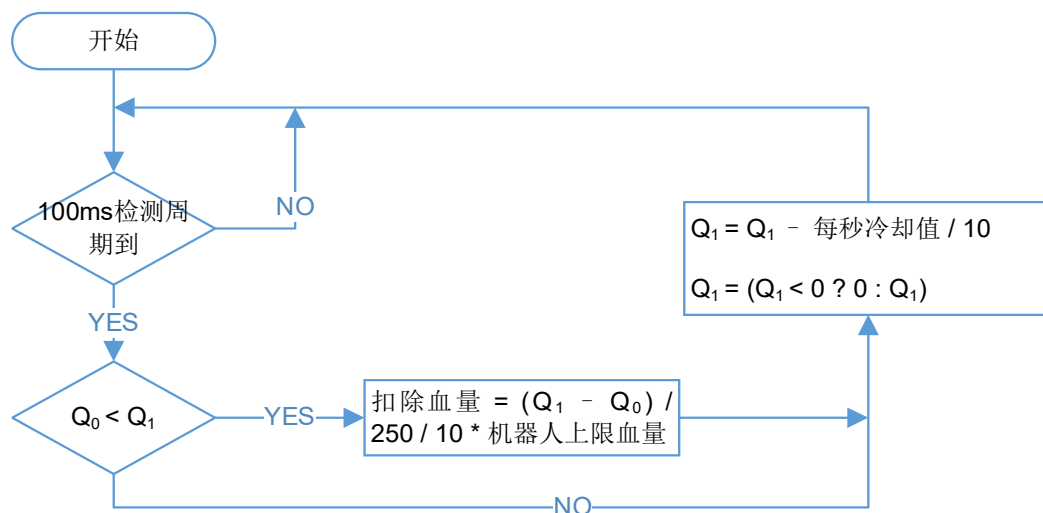 开始
100ms检测周
期到
NO
YES
Q₀ < Q₁
YES
扣除血量 = (Q₁ - Q₀) /
250 / 10 * 机器人上限血量
Q₁ = Q₁ - 每秒冷却值 / 10
Q₁ = (Q₁ < 0 ? 0 : Q₁)
NO